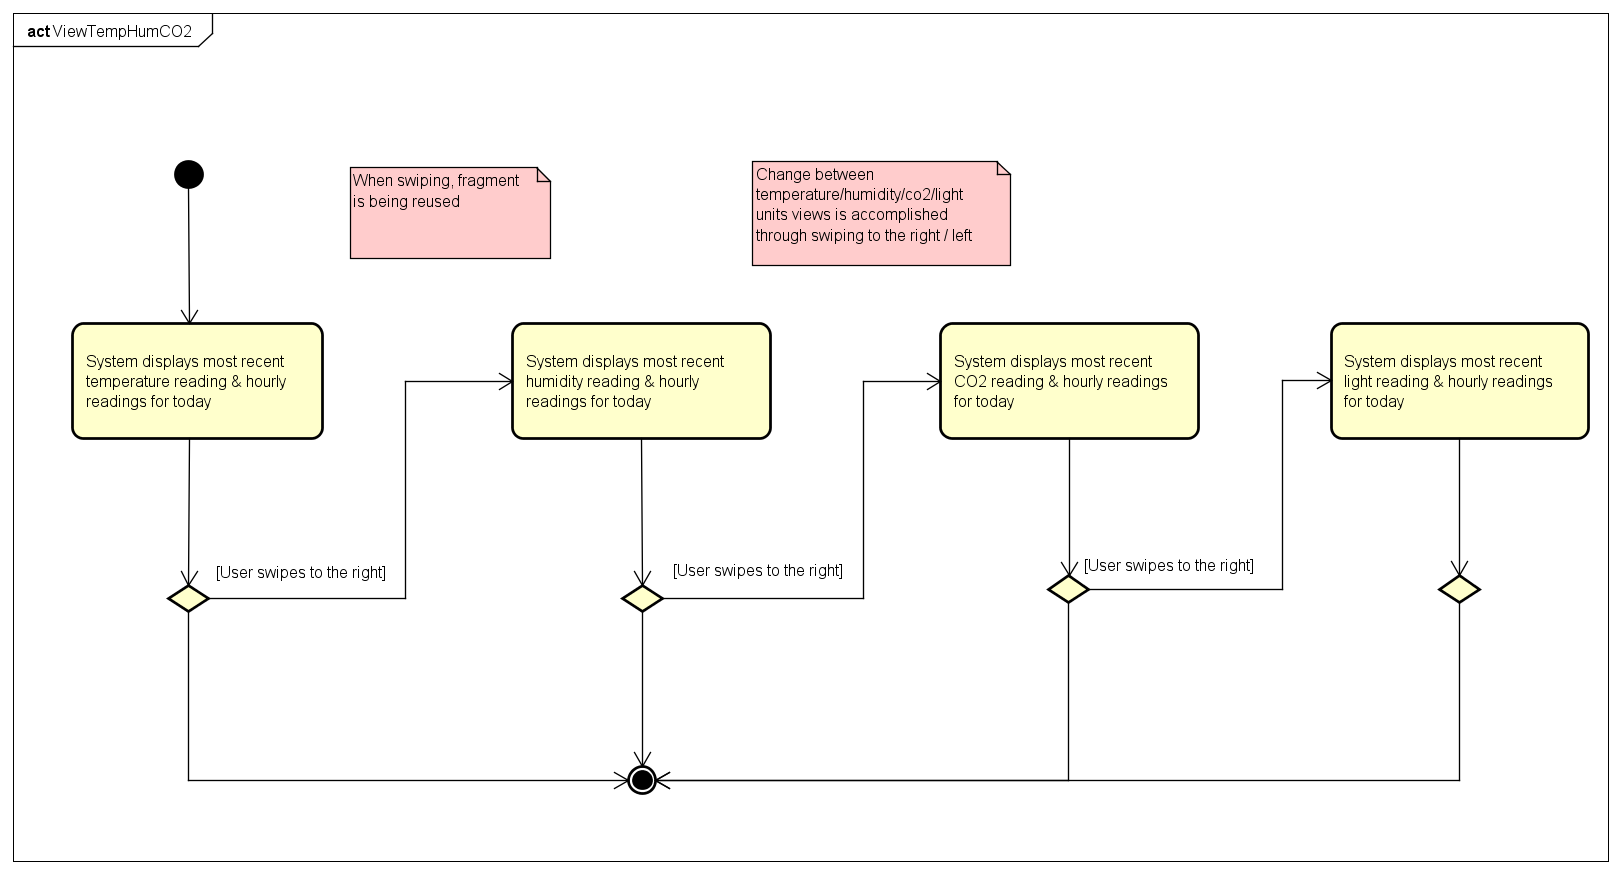 act ViewTempHumCO2
When swiping, fragment
is being reused
Change between
temperature/humidity/co2/light
units views is accomplished
through swiping to the right / left
System displays most recent
temperature reading & hourly
readings for today
System displays most recent
humidity reading & hourly
readings for today
System displays most recent
CO2 reading & hourly readings
for today
System displays most recent
light reading & hourly readings
for today
[User swipes to the right]
[User swipes to the right]
[User swipes to the right]